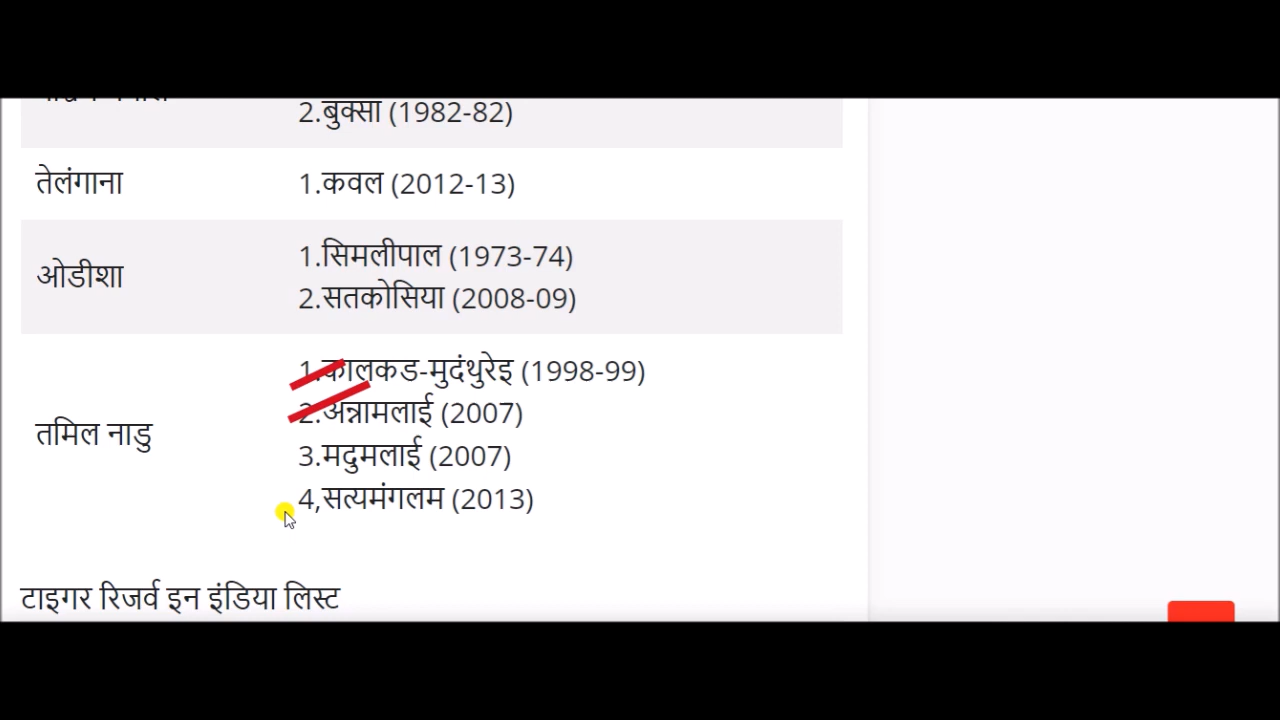 2.बुक्सा (1982-82)
तेलंगाना
1.कवल (2012-13)
ओडीशा
1.सिमलीपाल (1973-74)
2.सतकोसिया (2008-09)
तमिल नाडु
1.कालकड-मुदंथुरेइ (1998-99)
2.अन्नामलाई (2007)
3.मदुमलाई (2007)
4,सत्यमंगलम (2013)
टाइगर रिजर्व इन इंडिया लिस्ट